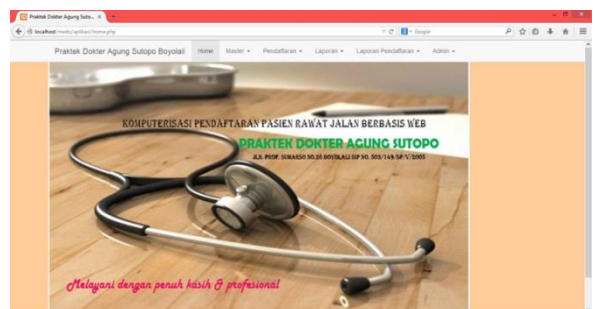 Praktek Dokter Agung Suto...
localhost/medis/aplikasi/home.php
Google
Praktek Dokter Agung Sutopo Boyolali Home Master Pendaftaran Laporan Laporan Pendaftaran Admin
KOMPUTERISASI PENDAFTARAN PASIEN RAWAT JALAN BERBASIS WEB
PRAKTEK DOKTER AGUNG SUTOPO
JLN. PROF. SUHARSO NO.26 BOYOLALI SIP NO. 503/149/SP/V/2005
Melayani dengan penuh kasih & profesional